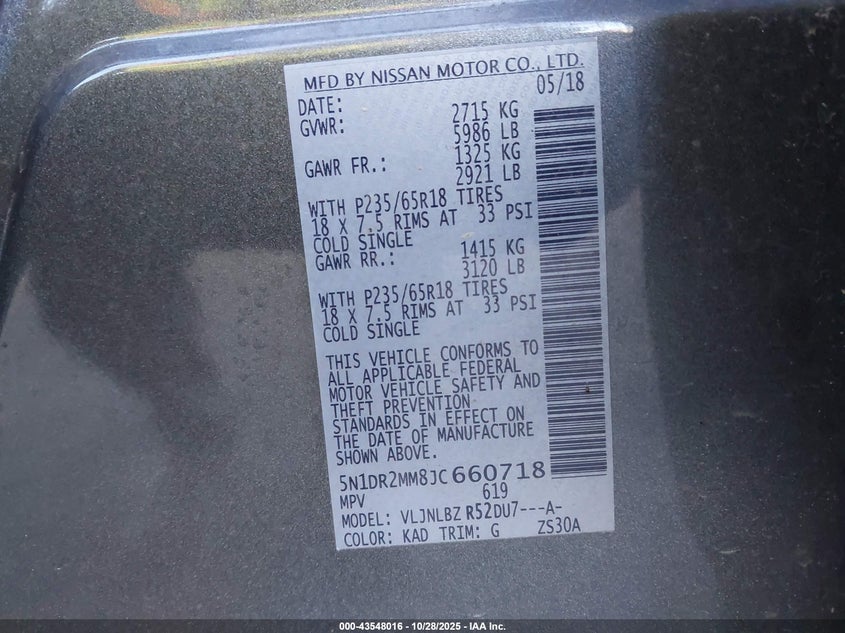 MFD BY NISSAN MOTOR CO., LTD.
DATE: 05/18
GVWR: 2715 KG
5986 LB
GAWR FR.: 1325 KG
2921 LB
WITH P235/65R18 TIRES
18 X 7.5 RIMS AT 33 PSI
COLD SINGLE
GAWR RR.: 1415 KG
3120 LB
WITH P235/65R18 TIRES
18 X 7.5 RIMS AT 33 PSI
COLD SINGLE
THIS VEHICLE CONFORMS TO
ALL APPLICABLE FEDERAL
MOTOR VEHICLE SAFETY AND
THEFT PREVENTION
STANDARDS IN EFFECT ON
THE DATE OF MANUFACTURE
SHOWN ABOVE.
5N1DR2MM8JC660718
MPV 619
MODEL: VLJNLBZ R52DU7---A-
COLOR: KAD TRIM: G ZS30A
000-43548016 - 10/28/2025 - IAA Inc.